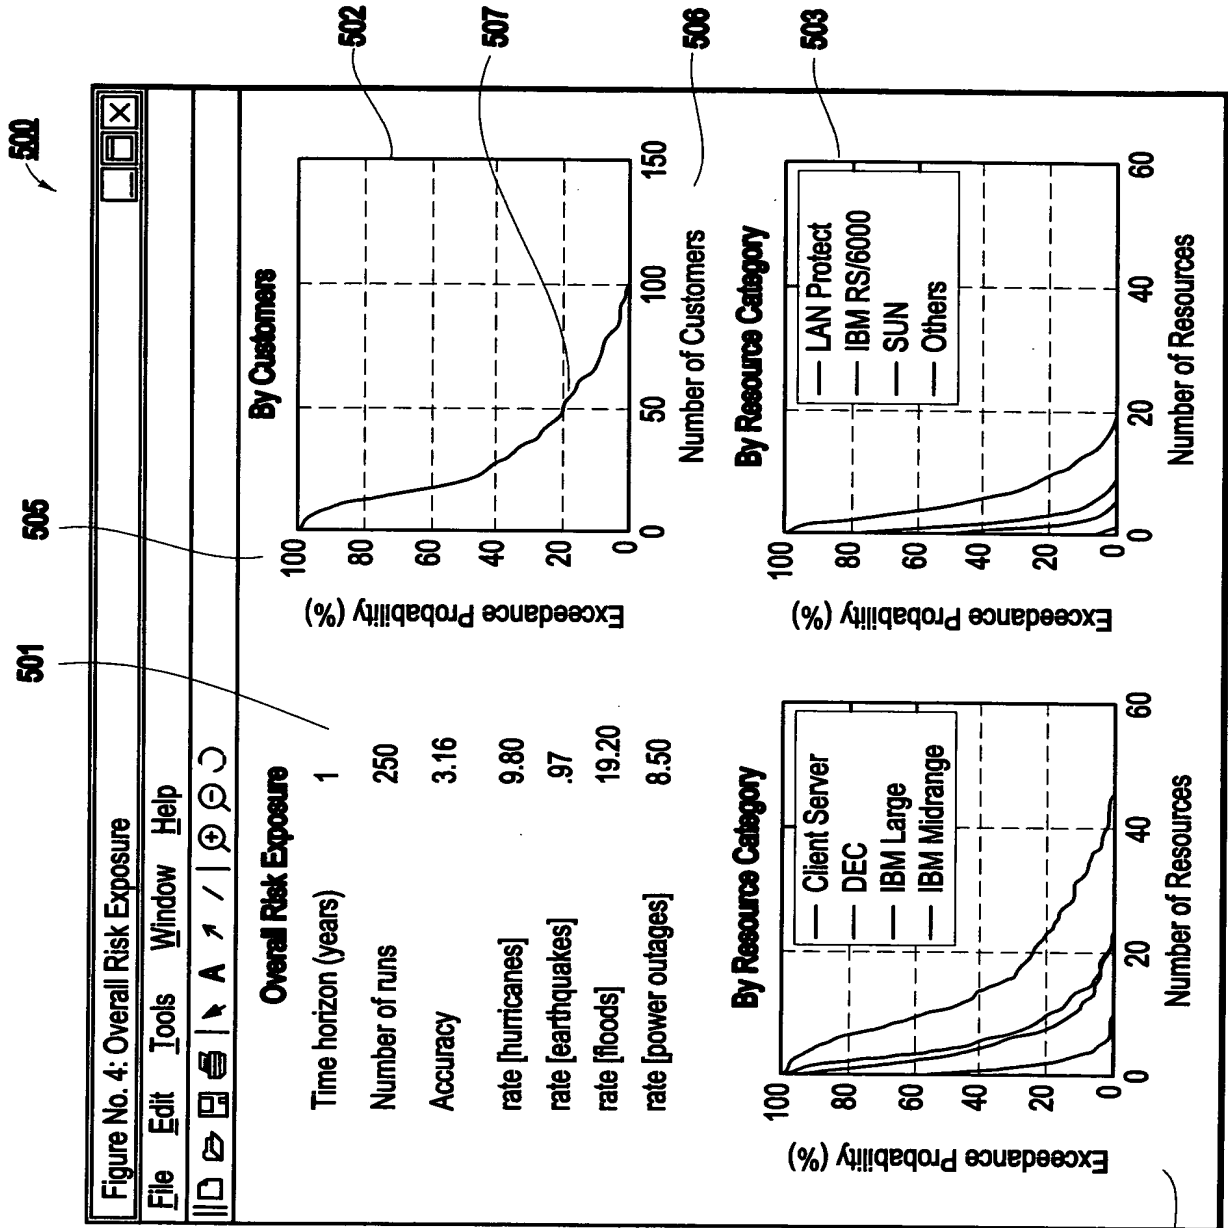 500
Figure No. 4: Overall Risk Exposure
File Edit Tools Window Help
A
501
505
502
507
506
503
Overall Risk Exposure
Time horizon (years) 1
Number of runs 250
Accuracy 3.16
rate [hurricanes] 9.80
rate [earthquakes] .97
rate [floods] 19.20
rate [power outages] 8.50
By Customers
Exceedance Probability (%)
100
80
60
40
20
0
0 50 100 150
Number of Customers
By Resource Category
Exceedance Probability (%)
100
80
60
40
20
0
Client Server
DEC
IBM Large
IBM Midrange
0 20 40 60
Number of Resources
By Resource Category
Exceedance Probability (%)
100
80
60
40
20
0
LAN Protect
IBM RS/6000
SUN
Others
0 20 40 60
Number of Resources